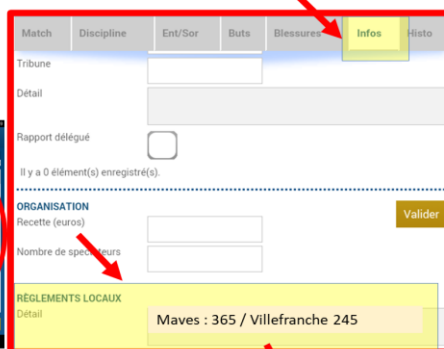 Match Discipline Ent/Sor Buts Blessures Infos Histo
Tribune
Détail
Rapport délégué
Il y a 0 élément(s) enregistré(s).
ORGANISATION
Recette (euros)
Valider
Nombre de spectateurs
RÈGLEMENTS LOCAUX
Détail
Maves : 365 / Villefranche 245